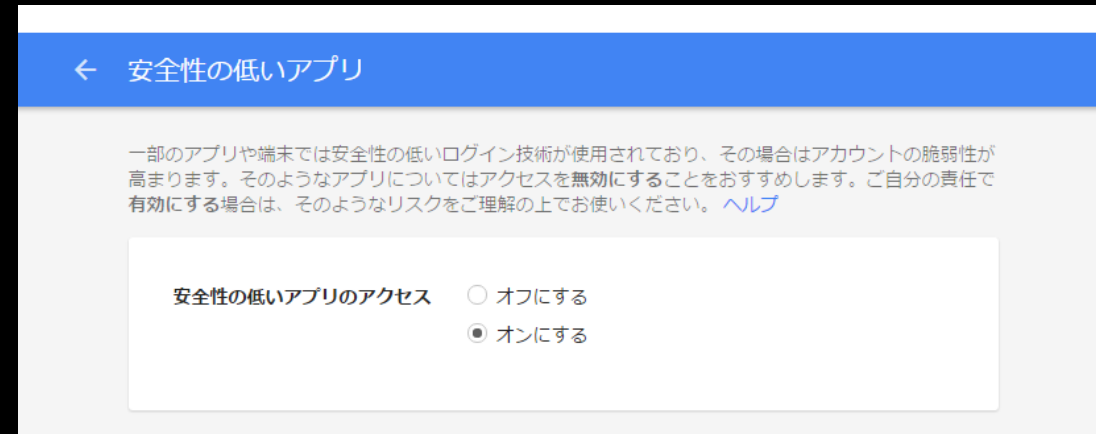 安全性の低いアプリ
一部のアプリや端末では安全性の低いログイン技術が使用されており、その場合はアカウントの脆弱性が
高まります。そのようなアプリについてはアクセスを無効にすることをおすすめします。ご自分の責任で
有効にする場合は、そのようなリスクをご理解の上でお使いください。 ヘルプ
安全性の低いアプリのアクセス オフにする
オンにする